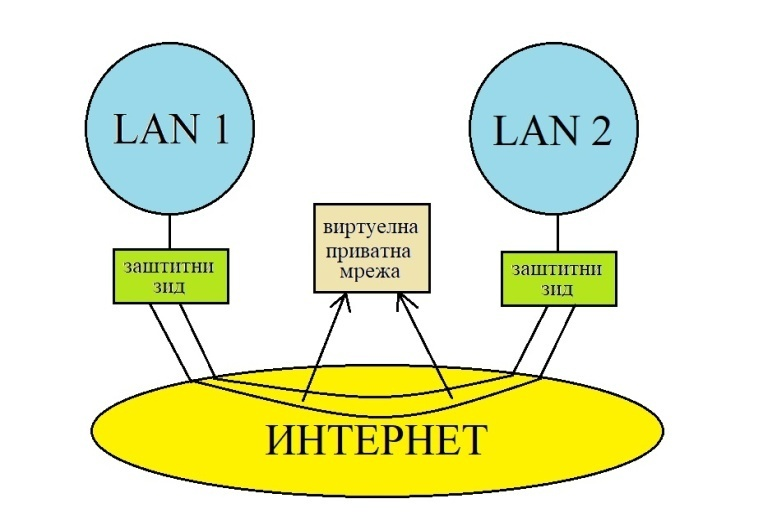 LAN 1
LAN 2
виртуелна
приватна
мрежа
заштитни
зид
заштитни
зид
ИНТЕРНЕТ